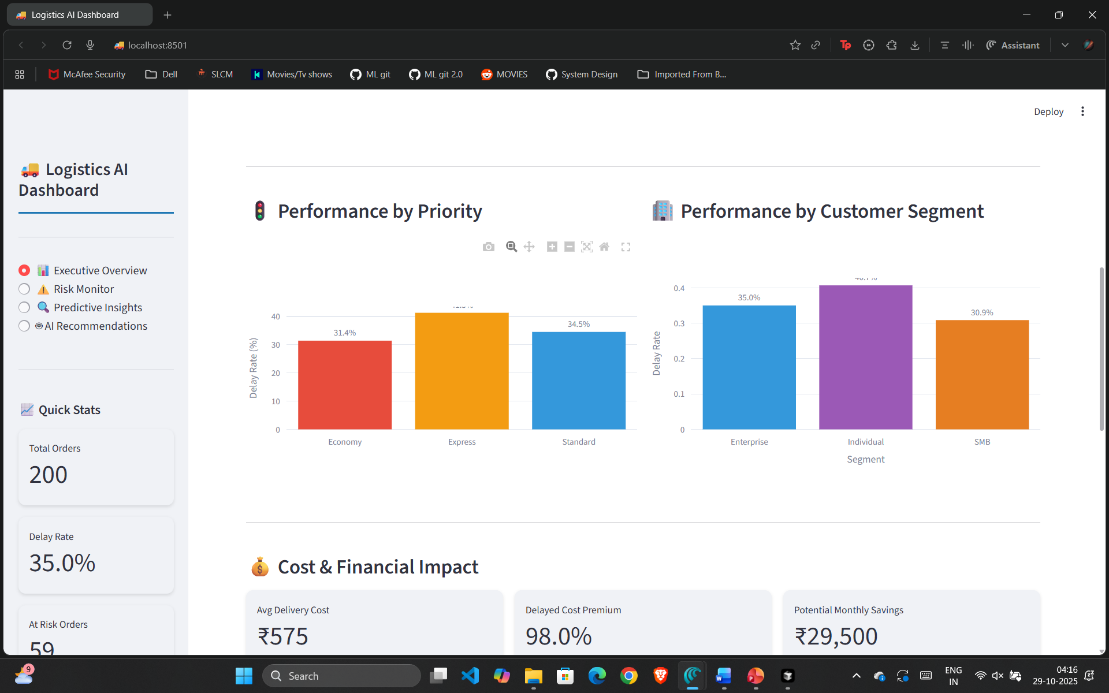 Logistics AI Dashboard
localhost:8501
Assistant
McAfee Security
Dell
SLCM
Movies/Tv shows
ML git
ML git 2.0
MOVIES
System Design
Imported From B...
Deploy
🚚 Logistics AI
Dashboard
📊 Executive Overview
⚠️ Risk Monitor
🔍 Predictive Insights
AI Recommendations
📈 Quick Stats
Total Orders
200
Delay Rate
35.0%
At Risk Orders
59
🚦 Performance by Priority
Delay Rate (%)
40
30
20
10
0
31.4%
34.5%
Economy
Express
Standard
🏢 Performance by Customer Segment
Delay Rate
0.4
0.3
0.2
0.1
0
35.0%
30.9%
Enterprise
Individual
SMB
Segment
💰 Cost & Financial Impact
Avg Delivery Cost
₹575
Delayed Cost Premium
98.0%
Potential Monthly Savings
₹29,500
9
Search
ENG
IN
04:16
29-10-2025